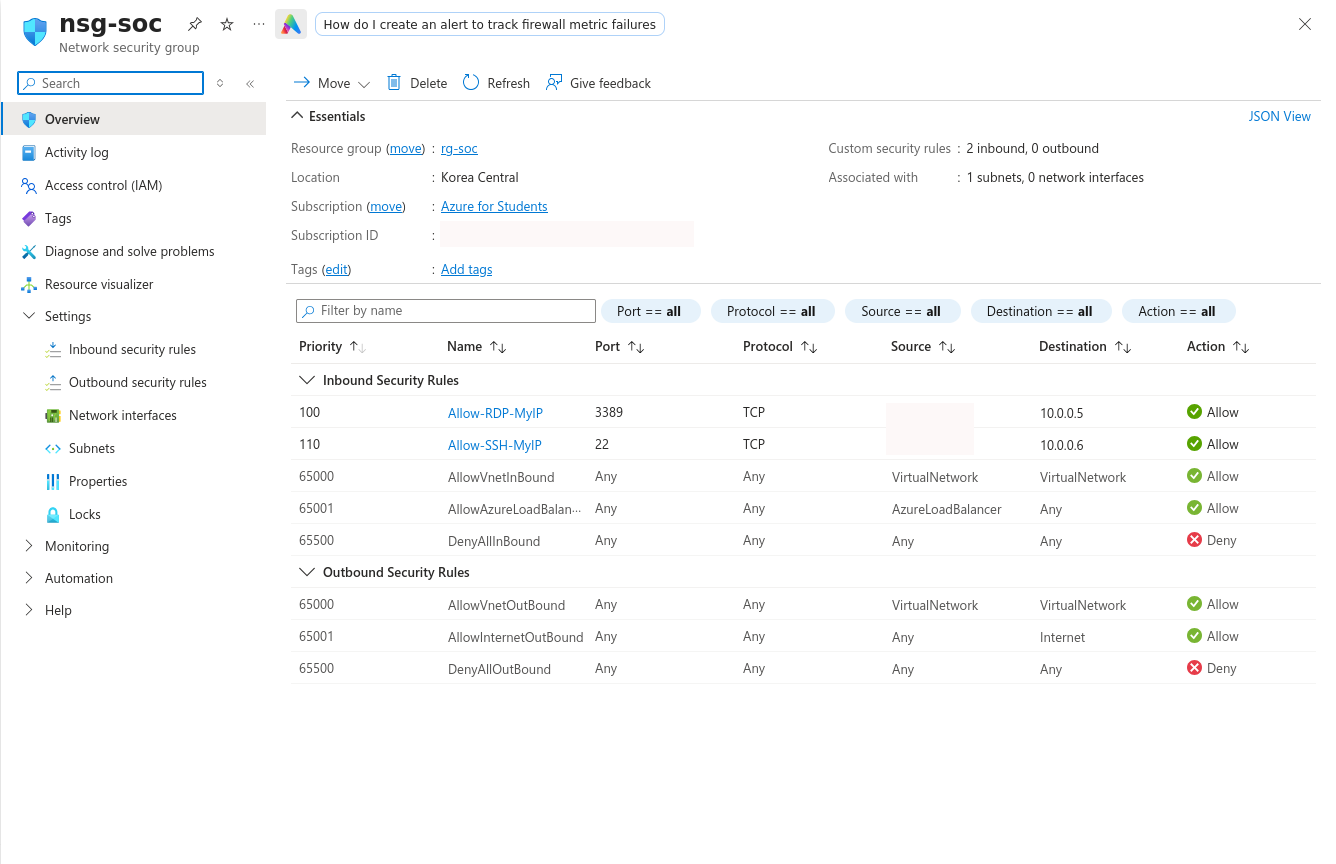 nsg-soc
Network security group
How do I create an alert to track firewall metric failures
Search
Overview
Activity log
Access control (IAM)
Tags
Diagnose and solve problems
Resource visualizer
Settings
Inbound security rules
Outbound security rules
Network interfaces
Subnets
Properties
Locks
Monitoring
Automation
Help
Move Delete Refresh Give feedback
Essentials JSON View
Resource group (move) : rg-soc
Location : Korea Central
Subscription (move) : Azure for Students
Subscription ID :
Tags (edit) : Add tags
Custom security rules : 2 inbound, 0 outbound
Associated with : 1 subnets, 0 network interfaces
Filter by name Port == all Protocol == all Source == all Destination == all Action == all
Priority Name Port Protocol Source Destination Action
Inbound Security Rules
100 Allow-RDP-MyIP 3389 TCP 10.0.0.5 Allow
110 Allow-SSH-MyIP 22 TCP 10.0.0.6 Allow
65000 AllowVnetInBound Any Any VirtualNetwork VirtualNetwork Allow
65001 AllowAzureLoadBalan··· Any Any AzureLoadBalancer Any Allow
65500 DenyAllInBound Any Any Any Any Deny
Outbound Security Rules
65000 AllowVnetOutBound Any Any VirtualNetwork VirtualNetwork Allow
65001 AllowInternetOutBound Any Any Any Internet Allow
65500 DenyAllOutBound Any Any Any Any Deny